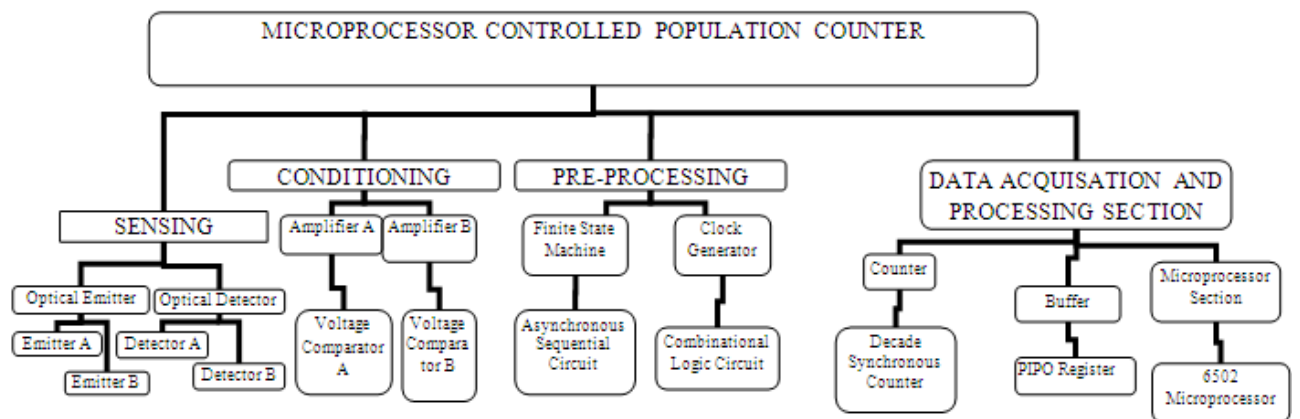 MICROPROCESSOR CONTROLLED POPULATION COUNTER
SENSING
Optical Emitter
Emitter A
Emitter B
Optical Detector
Detector A
Detector B
CONDITIONING
Amplifier A
Voltage
Comparator
A
Amplifier B
Voltage
Compara
tor B
PRE-PROCESSING
Finite State
Machine
Asynchronous
Sequential
Circuit
Clock
Generator
Combinational
Logic Circuit
DATA ACQUISATION AND
PROCESSING SECTION
Counter
Decade
Synchronous
Counter
Buffer
PIPO Register
Microprocessor
Section
6502
Microprocessor